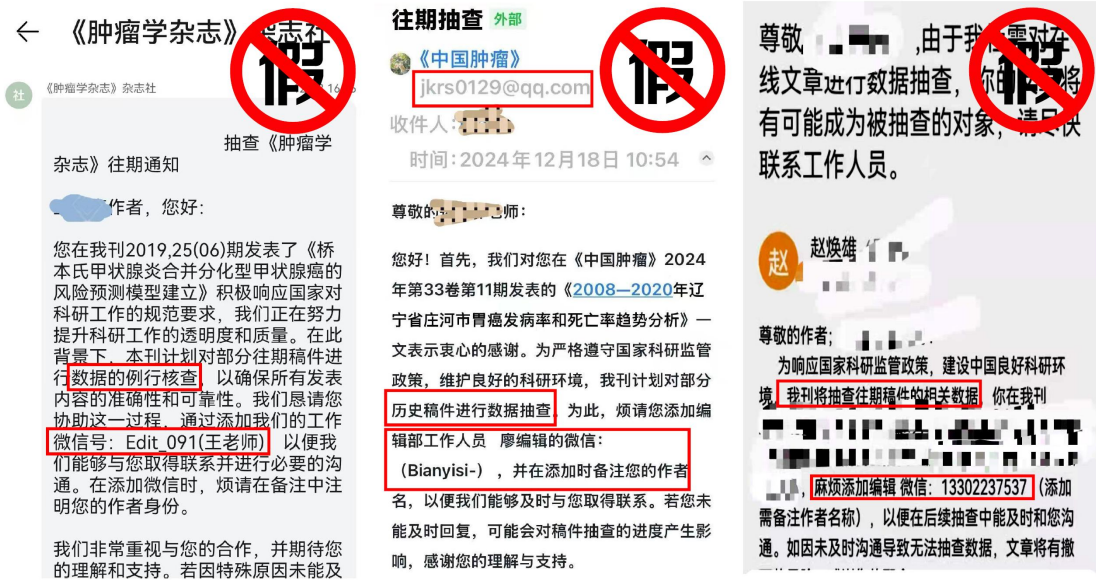 《肿瘤学杂志》杂志社
假
社
《肿瘤学杂志》杂志社
抽查《肿瘤学
杂志》往期通知
作者，您好：
您在我刊2019,25(06)期发表了《桥
本氏甲状腺炎合并分化型甲状腺癌的
风险预测模型建立》积极响应国家对
科研工作的规范要求，我们正在努力
提升科研工作的透明度和质量。在此
背景下，本刊计划对部分往期稿件进
行数据的例行核查，以确保所有发表
内容的准确性和可靠性。我们恳请您
协助这一过程，通过添加我们的工作
微信号：Edit_091(王老师)，以便我
们能够与您取得联系并进行必要的沟
通。在添加微信时，烦请在备注中注
明您的作者身份。
我们非常重视与您的合作，并期待您
的理解和支持。若因特殊原因未能及
往期抽查 外部
假
《中国肿瘤》
jkrs0129@qq.com
收件人：
时间：2024年12月18日 10:54
尊敬的 老师：
您好！首先，我们对您在《中国肿瘤》2024
年第33卷第11期发表的《2008—2020年辽
宁省庄河市胃癌发病率和死亡率趋势分析》一
文表示衷心的感谢。为严格遵守国家科研监管
政策，维护良好的科研环境，我刊计划对部分
历史稿件进行数据抽查。为此，烦请您添加编
辑部工作人员 廖编辑的微信：
（Bianyisi-），并在添加时备注您的作者
名，以便我们能够及时与您取得联系。若您未
能及时回复，可能会对稿件抽查的进度产生影
响，感谢您的理解与支持。
尊敬 ,由于我社需对在
假
线文章进行数据抽查，你的 将
有可能成为被抽查的对象，请尽快
联系工作人员。
赵
赵焕雄
尊敬的作者；
为响应国家科研监管政策，建设中国良好科研环
境，我刊将抽查往期稿件的相关数据，你在我刊
，麻烦添加编辑 微信：13302237537（添加
需备注作者名称），以便在后续抽查中能及时和您沟
通。如因未及时沟通导致无法抽查数据，文章将有撤